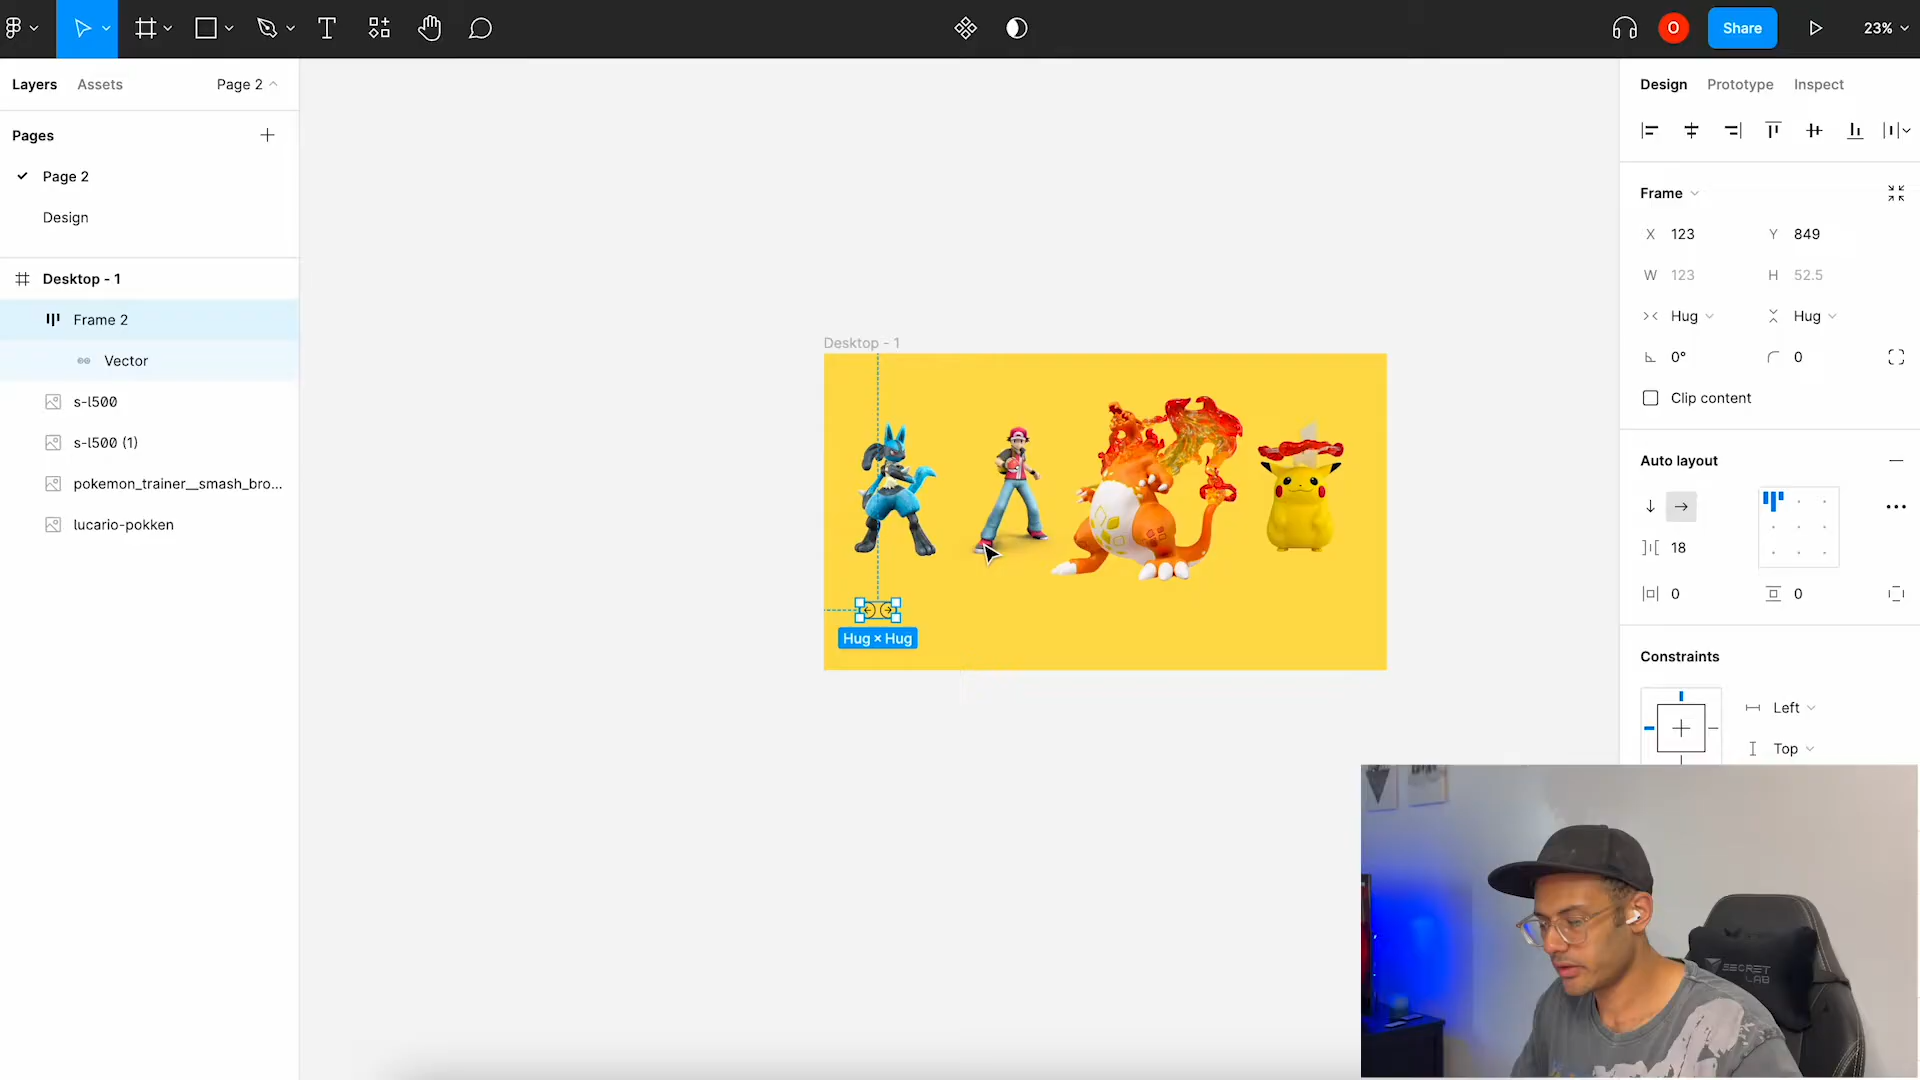 Share
23%
Layers
Assets
Page 2
Pages
Page 2
Design
Desktop - 1
Frame 2
Vector
s-l500
s-l500 (1)
pokemon_trainer__smash_bro...
lucario-pokken
Desktop - 1
Hug × Hug
O
Design
Prototype
Inspect
Frame
X 123
Y 849
W 123
H 52.5
Hug
Hug
0°
0
Clip content
Auto layout
18
0
0
Constraints
Left
Top
SECRET
LAB